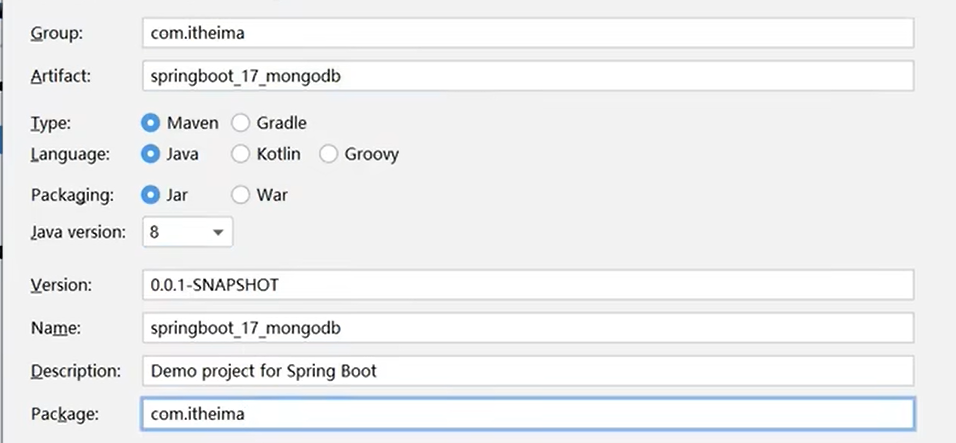 Group: com.itheima
Artifact: springboot_17_mongodb
Type: Maven Gradle
Language: Java Kotlin Groovy
Packaging: Jar War
Java version: 8
Version: 0.0.1-SNAPSHOT
Name: springboot_17_mongodb
Description: Demo project for Spring Boot
Package: com.itheima